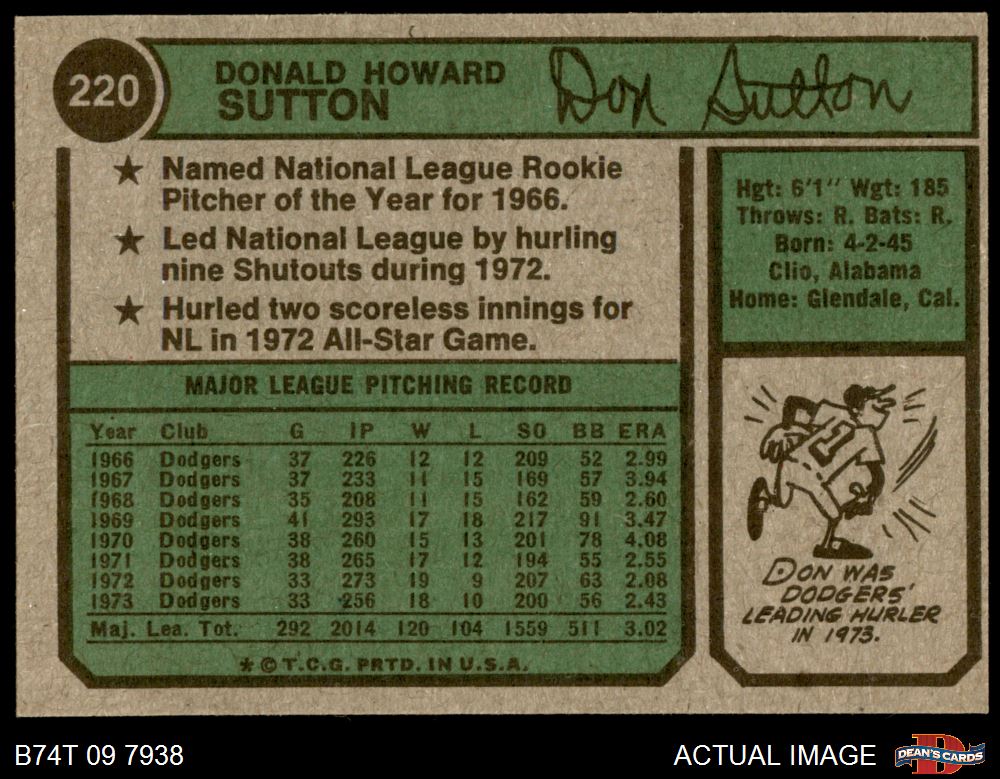 220
DONALD HOWARD
SUTTON
Don Sutton
★ Named National League Rookie
Pitcher of the Year for 1966.
★ Led National League by hurling
nine Shutouts during 1972.
★ Hurled two scoreless innings for
NL in 1972 All-Star Game.
Hgt: 6'1" Wgt: 185
Throws: R. Bats: R.
Born: 4-2-45
Clio, Alabama
Home: Glendale, Cal.
MAJOR LEAGUE PITCHING RECORD
Year Club G IP W L SO BB ERA
1966 Dodgers 37 226 12 12 209 52 2.99
1967 Dodgers 37 233 11 15 169 57 3.94
1968 Dodgers 35 208 11 15 162 59 2.60
1969 Dodgers 41 293 17 18 217 91 3.47
1970 Dodgers 38 260 15 13 201 78 4.08
1971 Dodgers 38 265 17 12 194 55 2.55
1972 Dodgers 33 273 19 9 207 63 2.08
1973 Dodgers 33 256 18 10 200 56 2.43
Maj. Lea. Tot. 292 2014 120 104 1559 511 3.02
* © T.C.G. PRTD. IN U.S.A.
DON WAS
DODGERS'
LEADING HURLER
IN 1973.
B74T 09 7938
ACTUAL IMAGE
D
DEAN'S CARDS